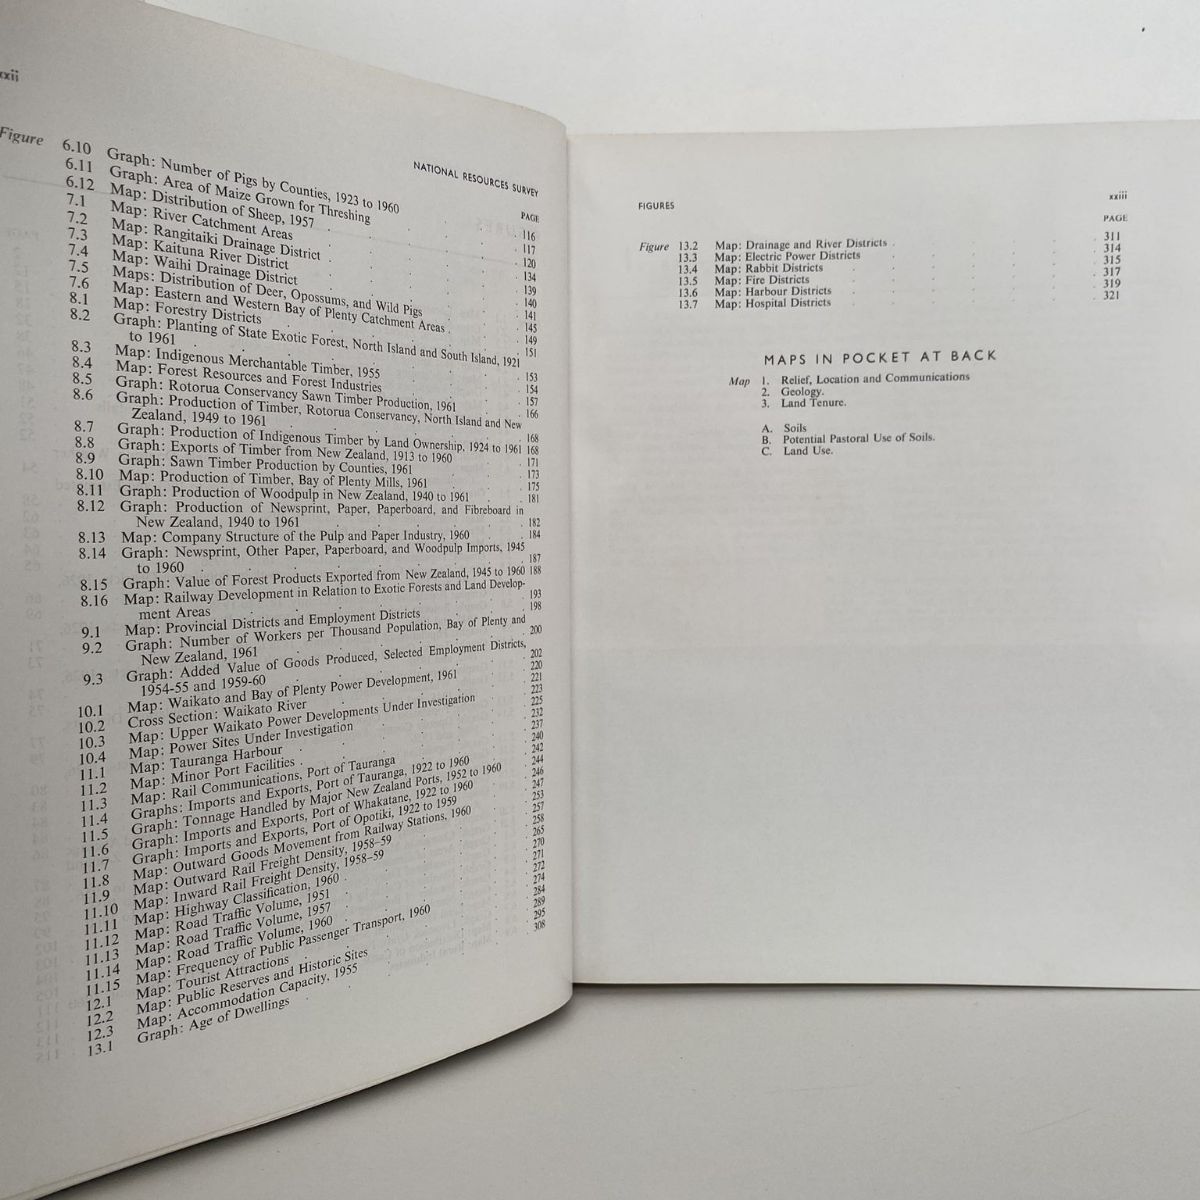 xxii
NATIONAL RESOURCES SURVEY
PAGE
Figure 6.10 Graph: Number of Pigs by Counties, 1923 to 1960 116
6.11 Graph: Area of Maize Grown for Threshing 117
6.12 Map: Distribution of Sheep, 1957 120
7.1 Map: River Catchment Areas 134
7.2 Map: Rangitaiki Drainage District 139
7.3 Map: Kaituna River District 140
7.4 Map: Waihi Drainage District 141
7.5 Maps: Distribution of Deer, Opossums, and Wild Pigs 145
7.6 Map: Eastern and Western Bay of Plenty Catchment Areas 149
8.1 Map: Forestry Districts 151
8.2 Graph: Planting of State Exotic Forest, North Island and South Island, 1921
to 1961 153
8.3 Map: Indigenous Merchantable Timber, 1955 154
8.4 Map: Forest Resources and Forest Industries 157
8.5 Graph: Rotorua Conservancy Sawn Timber Production, 1961 166
8.6 Graph: Production of Timber, Rotorua Conservancy, North Island and New
Zealand, 1949 to 1961 168
8.7 Graph: Production of Indigenous Timber by Land Ownership, 1924 to 1961 168
8.8 Graph: Exports of Timber from New Zealand, 1913 to 1960 171
8.9 Graph: Sawn Timber Production by Counties, 1961 173
8.10 Map: Production of Timber, Bay of Plenty Mills, 1961 175
8.11 Graph: Production of Woodpulp in New Zealand, 1940 to 1961 181
8.12 Graph: Production of Newsprint, Paper, Paperboard, and Fibreboard in
New Zealand, 1940 to 1961 182
8.13 Map: Company Structure of the Pulp and Paper Industry, 1960 184
8.14 Graph: Newsprint, Other Paper, Paperboard, and Woodpulp Imports, 1945
to 1960 187
8.15 Graph: Value of Forest Products Exported from New Zealand, 1945 to 1960 188
8.16 Map: Railway Development in Relation to Exotic Forests and Land Develop-
ment Areas 193
9.1 Map: Provincial Districts and Employment Districts 198
9.2 Graph: Number of Workers per Thousand Population, Bay of Plenty and
New Zealand, 1961 200
9.3 Graph: Added Value of Goods Produced, Selected Employment Districts,
1954-55 and 1959-60 202
10.1 Map: Waikato and Bay of Plenty Power Development, 1961 220
10.2 Cross Section: Waikato River 221
10.3 Map: Upper Waikato Power Developments Under Investigation 223
10.4 Map: Power Sites Under Investigation 225
11.1 Map: Tauranga Harbour 232
11.2 Map: Minor Port Facilities 237
11.3 Map: Rail Communications, Port of Tauranga 240
11.4 Graphs: Imports and Exports, Port of Tauranga, 1922 to 1960 242
11.5 Graph: Tonnage Handled by Major New Zealand Ports, 1952 to 1960 244
11.6 Graph: Imports and Exports, Port of Whakatane, 1922 to 1960 246
11.7 Graph: Imports and Exports, Port of Opotiki, 1922 to 1959 247
11.8 Map: Outward Goods Movement from Railway Stations, 1960 253
11.9 Map: Outward Rail Freight Density, 1958-59 257
11.10 Map: Inward Rail Freight Density, 1958-59 258
11.11 Map: Highway Classification, 1960 265
11.12 Map: Road Traffic Volume, 1951 270
11.13 Map: Road Traffic Volume, 1957 271
11.14 Map: Road Traffic Volume, 1960 272
11.15 Map: Frequency of Public Passenger Transport, 1960 274
12.1 Map: Tourist Attractions 284
12.2 Map: Public Reserves and Historic Sites 289
12.3 Map: Accommodation Capacity, 1955 295
13.1 Graph: Age of Dwellings 308
FIGURES xxiii
PAGE
Figure 13.2 Map: Drainage and River Districts 311
13.3 Map: Electric Power Districts 314
13.4 Map: Rabbit Districts 315
13.5 Map: Fire Districts 317
13.6 Map: Harbour Districts 319
13.7 Map: Hospital Districts 321
MAPS IN POCKET AT BACK
Map 1. Relief, Location and Communications
2. Geology.
3. Land Tenure.
A. Soils
B. Potential Pastoral Use of Soils.
C. Land Use.